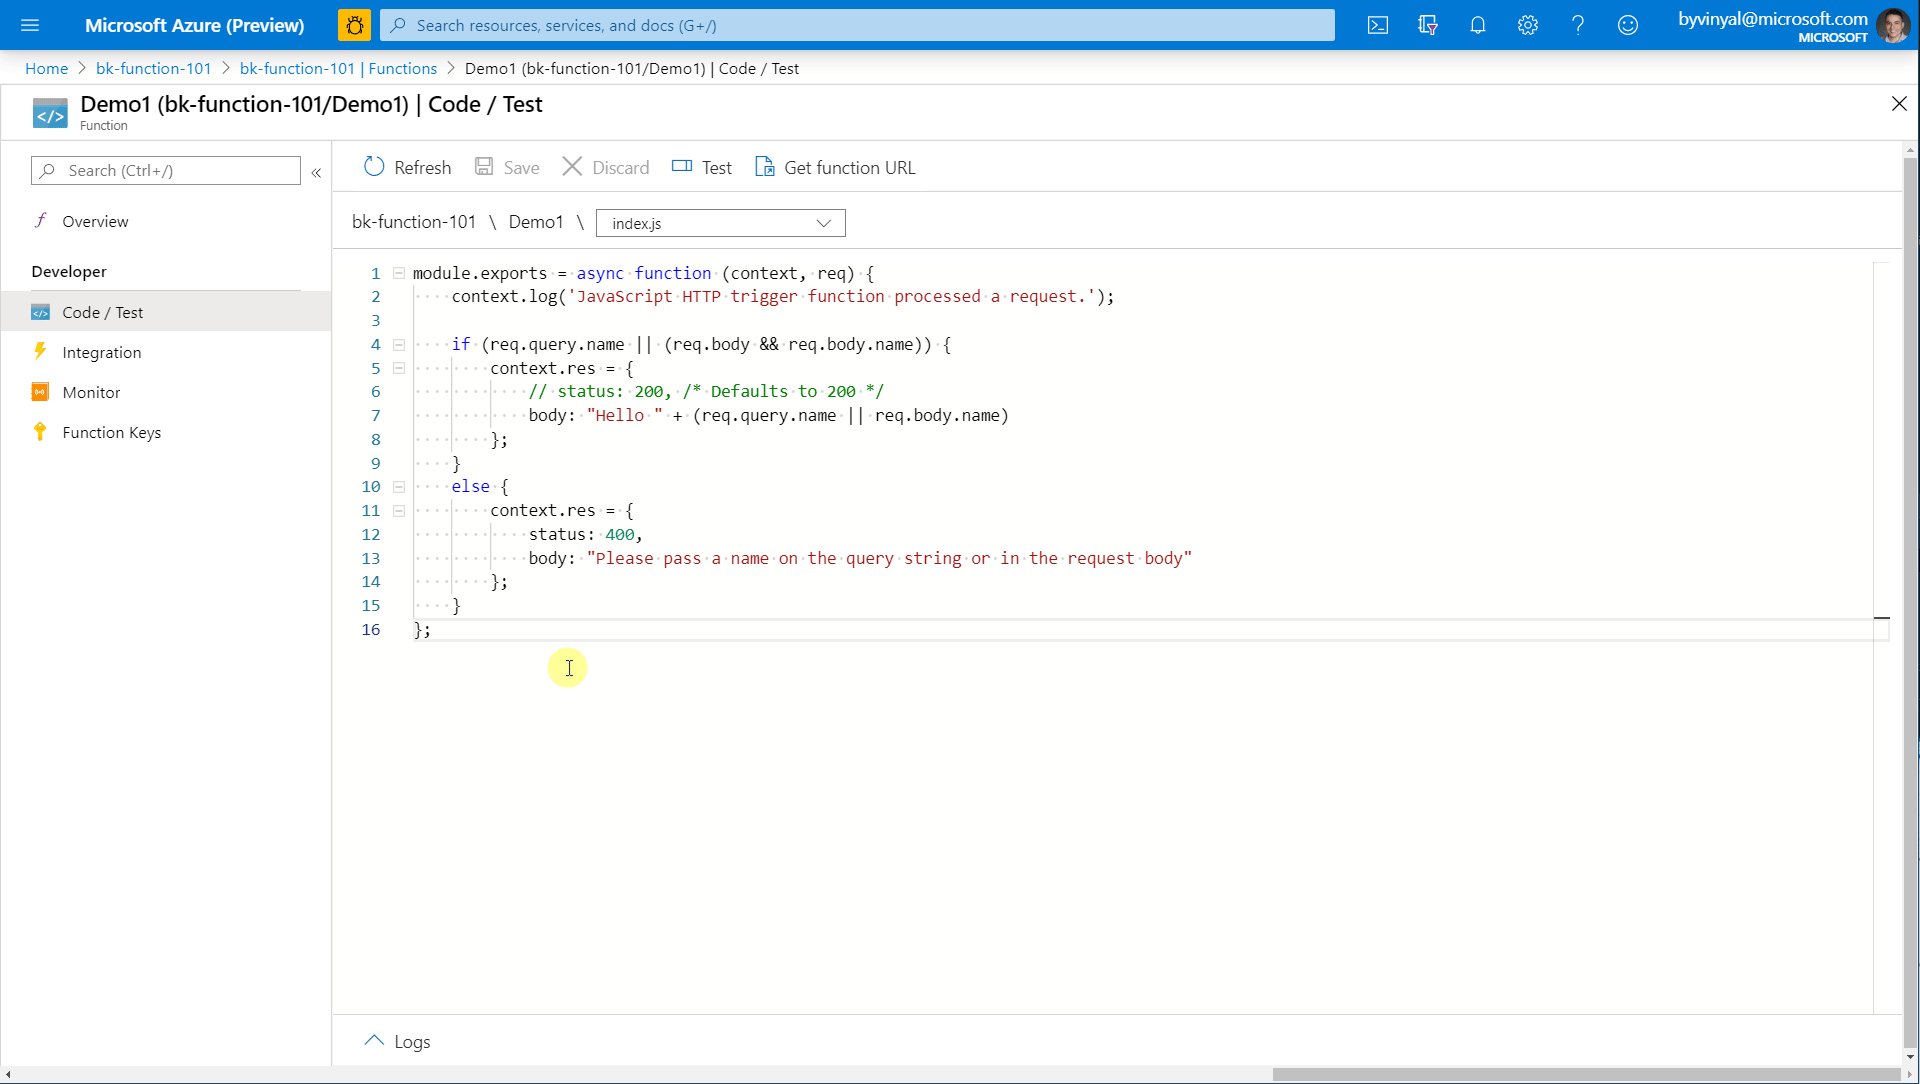 Microsoft Azure (Preview)
Search resources, services, and docs (G+/)
byvinyal@microsoft.com
MICROSOFT
Home > bk-function-101 > bk-function-101 | Functions > Demo1 (bk-function-101/Demo1) | Code / Test
Demo1 (bk-function-101/Demo1) | Code / Test
Function
Search (Ctrl+/)
«
Overview
Developer
Code / Test
Integration
Monitor
Function Keys
Refresh Save Discard Test Get function URL
bk-function-101 \ Demo1 \ index.js
1 module.exports = async function (context, req) {
2     context.log('JavaScript HTTP trigger function processed a request.');
3
4     if (req.query.name || (req.body && req.body.name)) {
5         context.res = {
6             // status: 200, /* Defaults to 200 */
7             body: "Hello " + (req.query.name || req.body.name)
8         };
9     }
10     else {
11         context.res = {
12             status: 400,
13             body: "Please pass a name on the query string or in the request body"
14         };
15     }
16 };
Logs